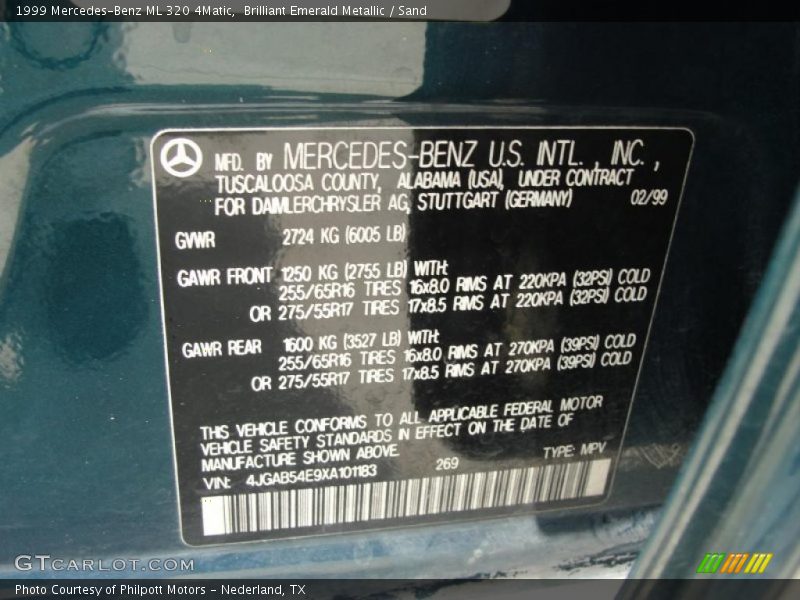 1999 Mercedes-Benz ML 320 4Matic, Brilliant Emerald Metallic / Sand
MFD. BY MERCEDES-BENZ U.S. INTL., INC.,
TUSCALOOSA COUNTY, ALABAMA (USA), UNDER CONTRACT
FOR DAIMLERCHRYSLER AG, STUTTGART (GERMANY) 02/99
GVWR 2724 KG (6005 LB)
GAWR FRONT 1250 KG (2755 LB) WITH:
255/65R16 TIRES 16x8.0 RIMS AT 220KPA (32PSI) COLD
OR 275/55R17 TIRES 17x8.5 RIMS AT 220KPA (32PSI) COLD
GAWR REAR 1600 KG (3527 LB) WITH:
255/65R16 TIRES 16x8.0 RIMS AT 270KPA (39PSI) COLD
OR 275/55R17 TIRES 17x8.5 RIMS AT 270KPA (39PSI) COLD
THIS VEHICLE CONFORMS TO ALL APPLICABLE FEDERAL MOTOR
VEHICLE SAFETY STANDARDS IN EFFECT ON THE DATE OF
MANUFACTURE SHOWN ABOVE.
VIN: 4JGAB54E9XA101183 269 TYPE: MPV
GTCARLOT.COM
Photo Courtesy of Philpott Motors - Nederland, TX